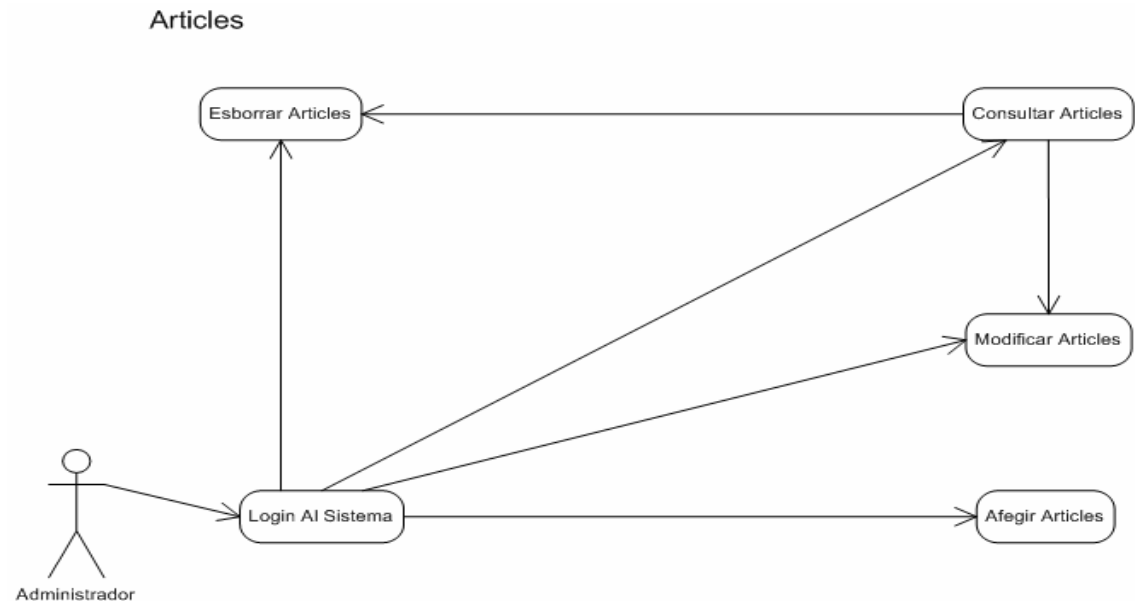 Articles
Esborrar Articles
Consultar Articles
Modificar Articles
Login Al Sistema
Afegir Articles
Administrador